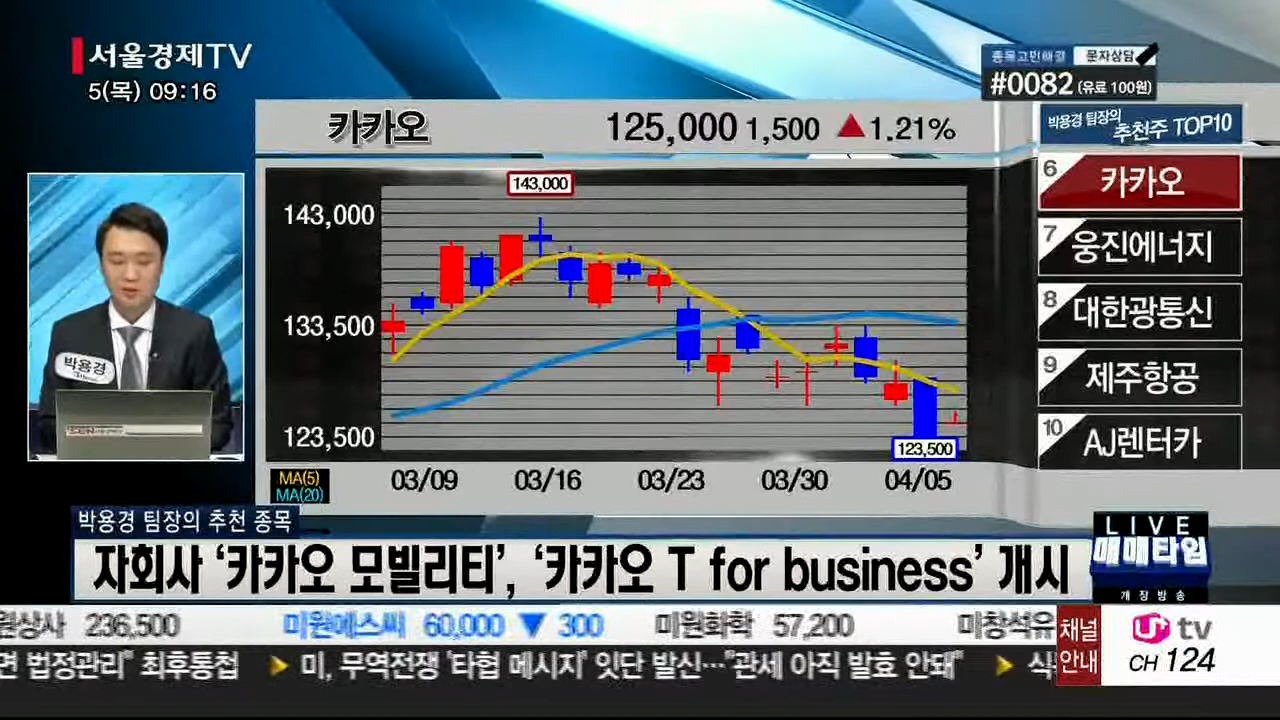 서울경제TV
5(목) 09:16
종목고민해결 문자상담
#0082 (유료 100원)
카카오 125,000 1,500 ▲1.21%
박용경 팀장의
추천주 TOP10
6 카카오
7 웅진에너지
8 대한광통신
9 제주항공
10 AJ렌터카
143,000
143,000
133,500
123,500
123,500
03/09 03/16 03/23 03/30 04/05
MA(5)
MA(20)
박용경
박용경 팀장의 추천 종목
자회사 ‘카카오 모빌리티’, ‘카카오 T for business’ 개시
LIVE
매매타임
개장방송
원상사 236,500 미원에스씨 60,000 ▼ 300 미원화학 57,200 미창석유
면 법정관리" 최후통첩 ▶ 미, 무역전쟁 '타협 메시지' 잇단 발신…"관세 아직 발효 안돼" ▶ 식
채널
안내
U+ tv
CH 124